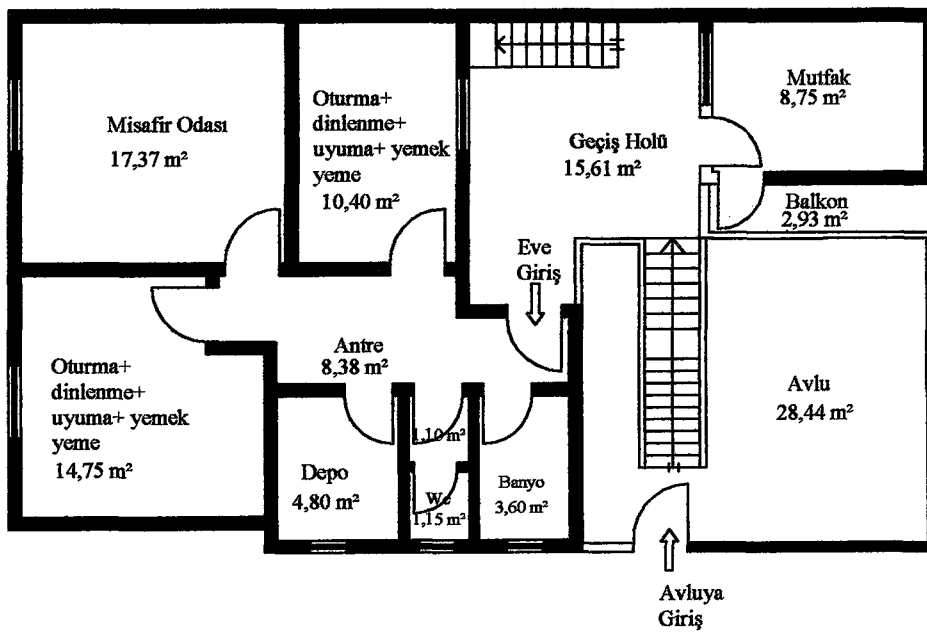 Misafir Odası
17,37 m²
Oturma+
dinlenme+
uyuma+ yemek
yeme
10,40 m²
Geçiş Holü
15,61 m²
Mutfak
8,75 m²
Balkon
2,93 m²
Eve
Giriş
Antre
8,38 m²
Oturma+
dinlenme+
uyuma+ yemek
yeme
14,75 m²
Avlu
28,44 m²
Depo
4,80 m²
1,10 m²
Wc
1,15 m²
Banyo
3,60 m²
Avluya
Giriş